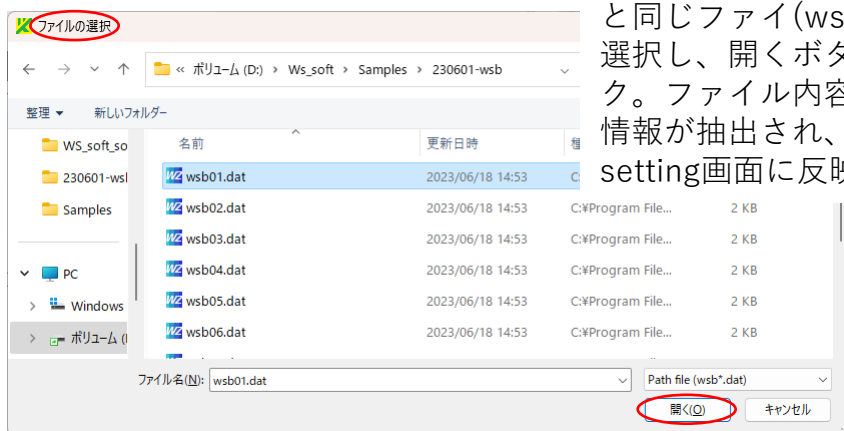 ファイルの選択
と同じファイ(ws
選択し、開くボタ
ク。ファイル内容
情報が抽出され、
setting画面に反映
« ボリューム (D:) › Ws_soft › Samples › 230601-wsb
整理 新しいフォルダー
名前 更新日時 種
WS_soft_so
230601-wsl
Samples
PC
Windows
ボリューム (I
wsb01.dat 2023/06/18 14:53 C:
wsb02.dat 2023/06/18 14:53 C:¥Program File... 2 KB
wsb03.dat 2023/06/18 14:53 C:¥Program File... 2 KB
wsb04.dat 2023/06/18 14:53 C:¥Program File... 2 KB
wsb05.dat 2023/06/18 14:53 C:¥Program File... 2 KB
wsb06.dat 2023/06/18 14:53 C:¥Program File... 2 KB
ファイル名(N): wsb01.dat Path file (wsb*.dat)
開く(O) キャンセル